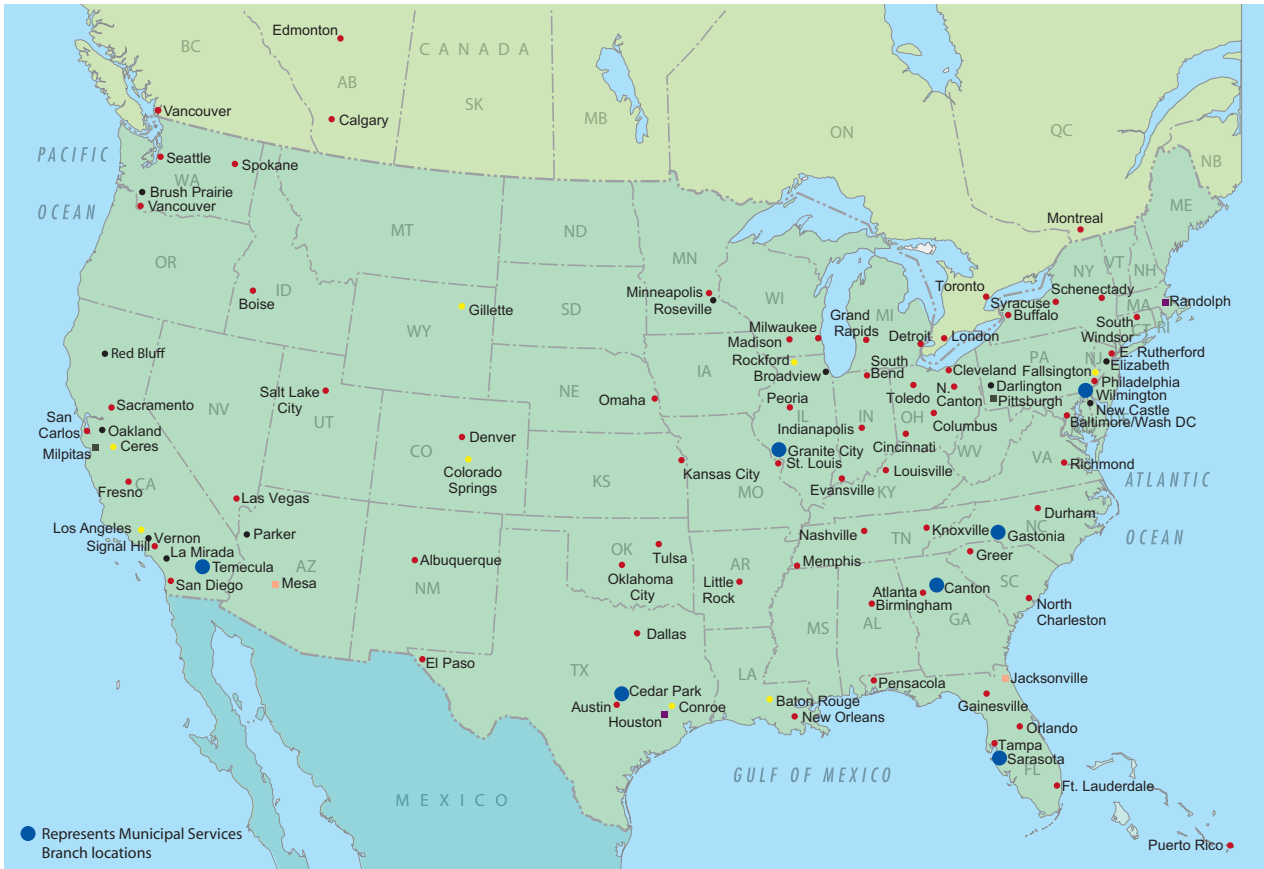 Edmonton
BC
CANADA
AB
SK
MB
ON
QC
NB
Vancouver
Calgary
PACIFIC
OCEAN
Seattle
Spokane
WA
Brush Prairie
Vancouver
MT
ND
MN
ME
Montreal
OR
ID
Boise
WY
Gillette
SD
Minneapolis
Roseville
WI
MI
Toronto
Syracuse
Buffalo
Schenectady
NY
VT
NH
MA
Randolph
CT
RI
South
Windsor
Milwaukee
Madison
Rockford
Broadview
Grand
Rapids
Detroit
London
Red Bluff
South
Bend
Cleveland
PA
NJ
E. Rutherford
Elizabeth
Fallsington
Philadelphia
Wilmington
New Castle
Baltimore/Wash DC
Darlington
Pittsburgh
Toledo
N.
Canton
Columbus
OH
Sacramento
NV
Salt Lake
City
UT
NE
IA
Omaha
Peoria
IL
IN
Indianapolis
Cincinnati
San
Carlos
Oakland
Milpitas
Ceres
Denver
CO
Colorado
Springs
Granite City
St. Louis
Louisville
WV
VA
Richmond
Fresno
CA
Las Vegas
KS
Kansas City
MO
Evansville
KY
ATLANTIC
OCEAN
Los Angeles
Vernon
Signal Hill
La Mirada
Temecula
San Diego
Parker
AZ
Mesa
Albuquerque
NM
OK
Tulsa
Oklahoma
City
AR
Little
Rock
Nashville
TN
Memphis
Knoxville
Durham
NC
Gastonia
Greer
SC
Canton
Atlanta
Birmingham
North
Charleston
MS
AL
GA
Dallas
TX
El Paso
LA
Cedar Park
Austin
Conroe
Houston
Baton Rouge
New Orleans
Pensacola
Jacksonville
Gainesville
Orlando
Tampa
Sarasota
FL
Ft. Lauderdale
GULF OF MEXICO
MEXICO
Puerto Rico
Represents Municipal Services
Branch locations